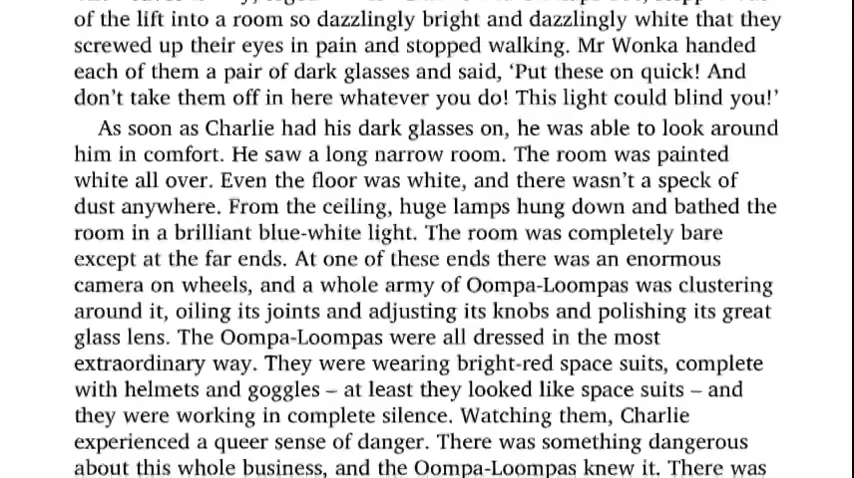 of the lift into a room so dazzlingly bright and dazzlingly white that they
screwed up their eyes in pain and stopped walking. Mr Wonka handed
each of them a pair of dark glasses and said, ‘Put these on quick! And
don’t take them off in here whatever you do! This light could blind you!’
As soon as Charlie had his dark glasses on, he was able to look around
him in comfort. He saw a long narrow room. The room was painted
white all over. Even the floor was white, and there wasn’t a speck of
dust anywhere. From the ceiling, huge lamps hung down and bathed the
room in a brilliant blue-white light. The room was completely bare
except at the far ends. At one of these ends there was an enormous
camera on wheels, and a whole army of Oompa-Loompas was clustering
around it, oiling its joints and adjusting its knobs and polishing its great
glass lens. The Oompa-Loompas were all dressed in the most
extraordinary way. They were wearing bright-red space suits, complete
with helmets and goggles – at least they looked like space suits – and
they were working in complete silence. Watching them, Charlie
experienced a queer sense of danger. There was something dangerous
about this whole business, and the Oompa-Loompas knew it. There was